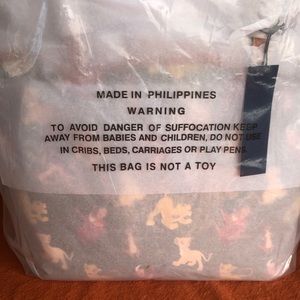 MADE IN PHILIPPINES
WARNING
TO AVOID DANGER OF SUFFOCATION KEEP
AWAY FROM BABIES AND CHILDREN, DO NOT USE
IN CRIBS, BEDS, CARRIAGES OR PLAY PENS.
THIS BAG IS NOT A TOY